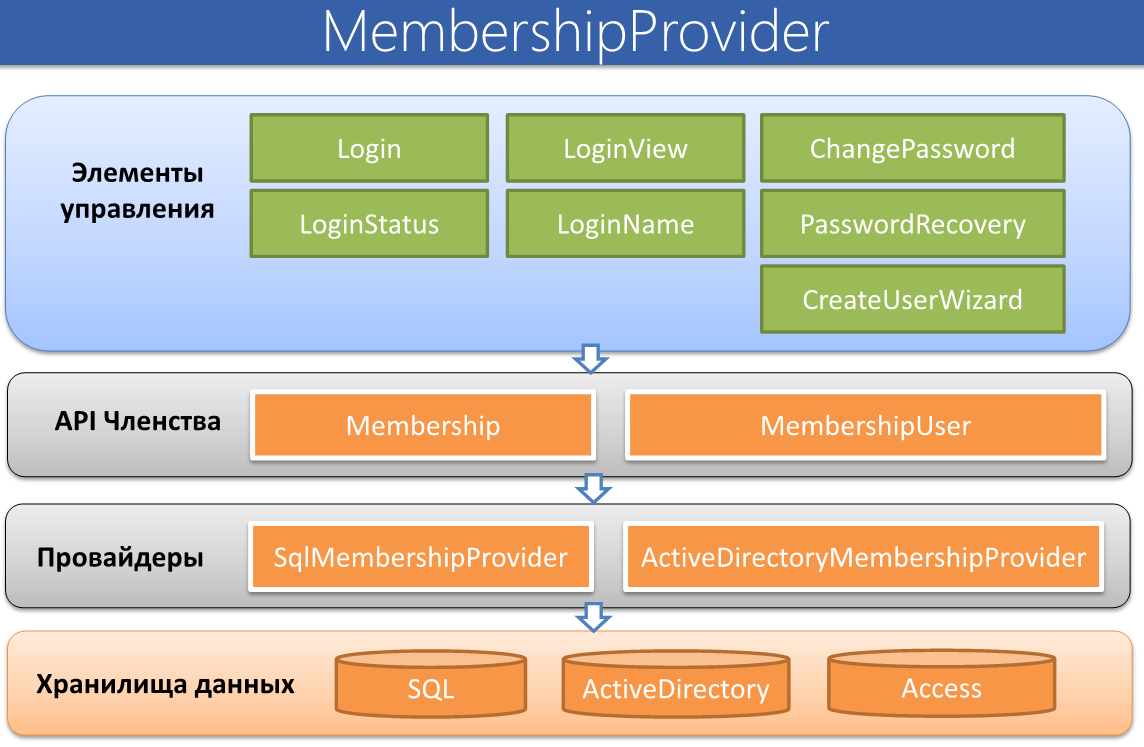 MembershipProvider
Элементы
управления
Login
LoginView
ChangePassword
LoginStatus
LoginName
PasswordRecovery
CreateUserWizard
API Членства
Membership
MembershipUser
Провайдеры
SqlMembershipProvider
ActiveDirectoryMembershipProvider
Хранилища данных
SQL
ActiveDirectory
Access